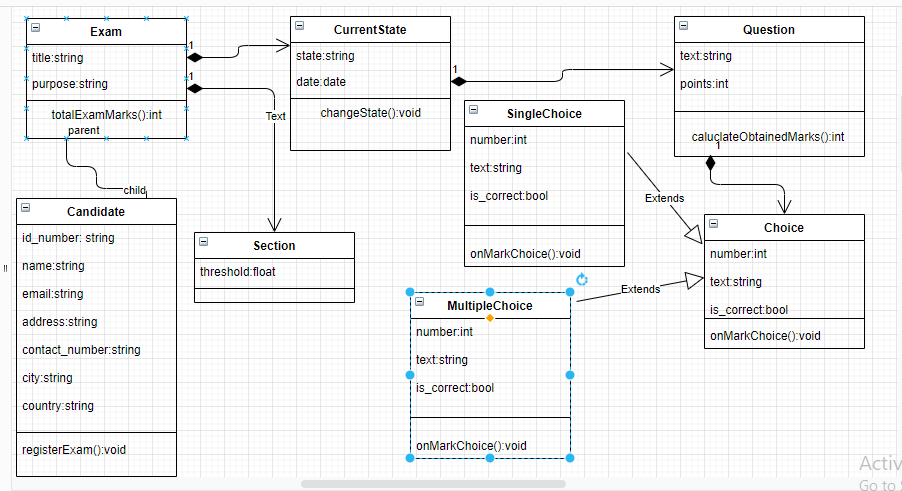 Exam
title:string
purpose:string
totalExamMarks():int
parent
1
1
CurrentState
state:string
date:date
changeState():void
1
Question
text:string
points:int
caluclateObtainedMarks():int
1
Text
SingleChoice
number:int
text:string
is_correct:bool
onMarkChoice():void
Extends
child
Candidate
id_number: string
name:string
email:string
address:string
contact_number:string
city:string
country:string
registerExam():void
Section
threshold:float
Choice
number:int
text:string
is_correct:bool
onMarkChoice():void
Extends
MultipleChoice
number:int
text:string
is_correct:bool
onMarkChoice():void
Activ
Go to S